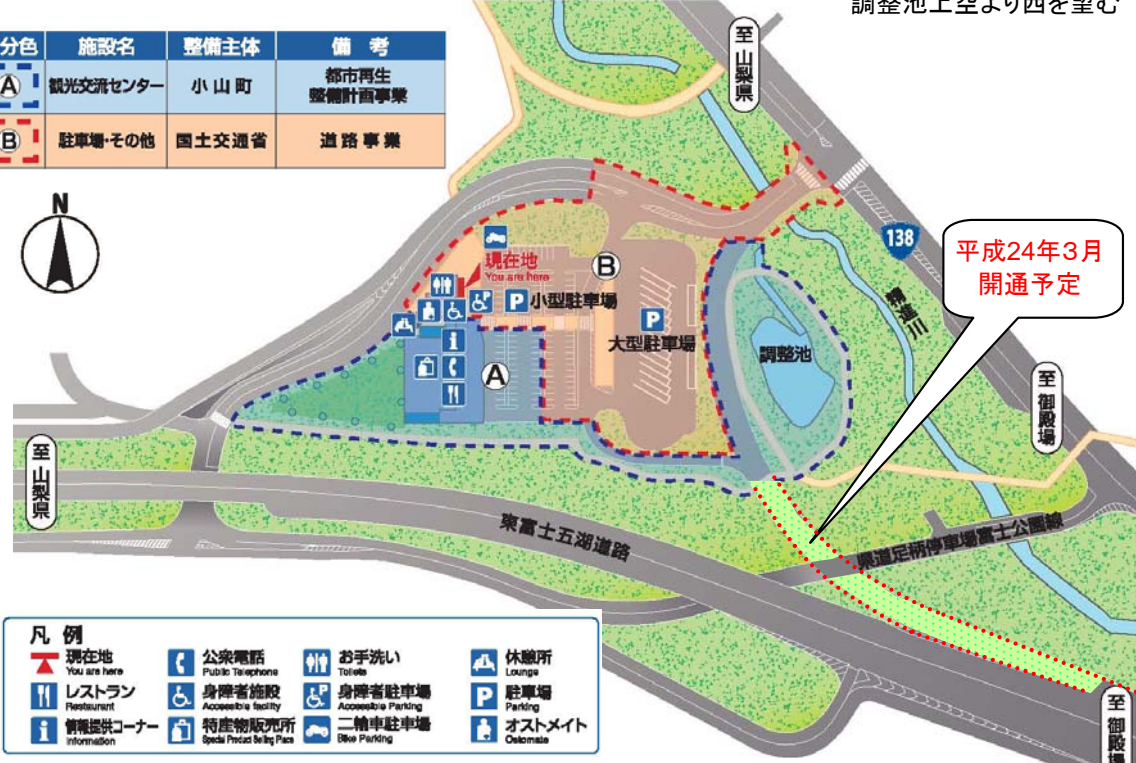 調整池上空より西を望む
分色 施設名 整備主体 備 考
A 観光交流センター 小 山 町 都市再生
整備計画事業
B 駐車場・その他 国土交通省 道 路 事 業
N
至 山梨県
138
平成24年3月
開通予定
精進川
現在地
You are here
B
P 小型駐車場
P
大型駐車場
調整池
A
至 御殿場
至 山梨県
東富士五湖道路
県道足柄停車場富士公園線
至 御殿場
凡 例
現在地
You are here
公衆電話
Public Telephone
お手洗い
Toilets
休憩所
Lounge
レストラン
Restaurant
身障者施設
Accessible facility
身障者駐車場
Accessible Parking
P 駐車場
Parking
i 情報提供コーナー
Information
特産物販売所
Special Product Selling Place
二輪車駐車場
Bike Parking
オストメイト
Ostomate